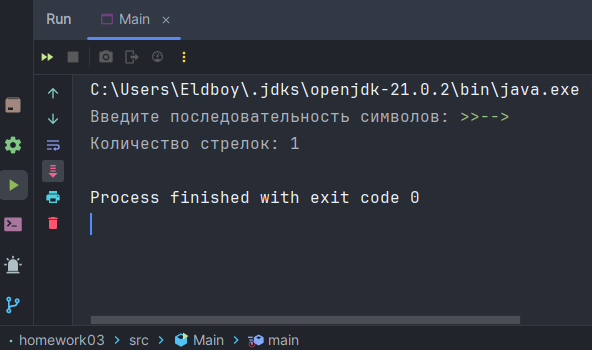 Run Main
C:\Users\Eldboy\.jdks\openjdk-21.0.2\bin\java.exe
Введите последовательность символов: >>-->
Количество стрелок: 1
Process finished with exit code 0
homework03 > src > Main > main